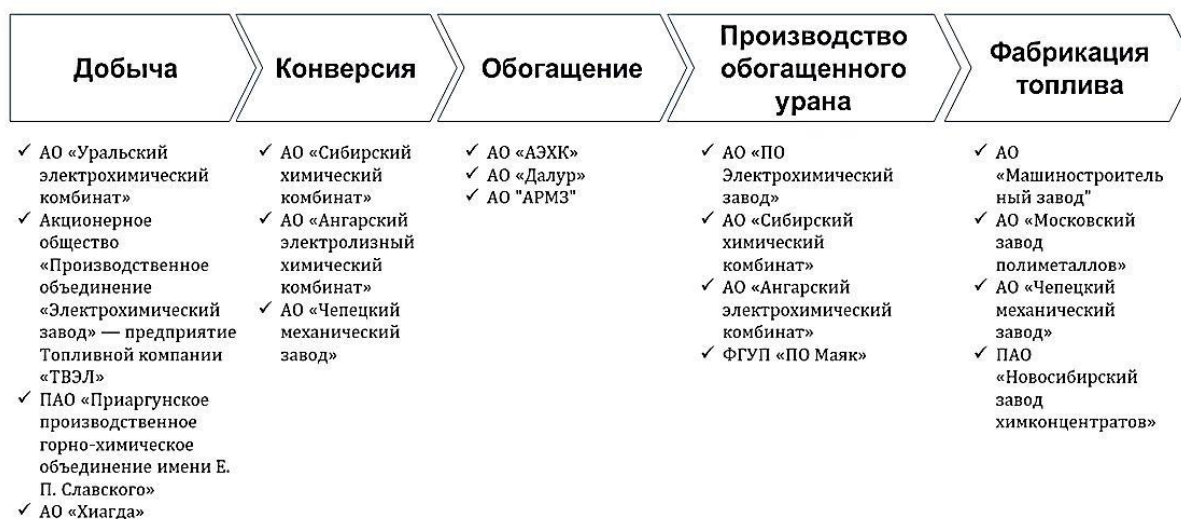 Добыча
Конверсия
Обогащение
Производство
обогащенного
урана
Фабрикация
топлива
✓ АО «Уральский
электрохимический
комбинат»
✓ Акционерное
общество
«Производственное
объединение
«Электрохимический
завод» — предприятие
Топливной компании
«ТВЭЛ»
✓ ПАО «Приаргунское
производственное
горно-химическое
объединение имени Е.
П. Славского»
✓ АО «Хиагда»
✓ АО «Сибирский
химический
комбинат»
✓ АО «Ангарский
электролизный
химический
комбинат»
✓ АО «Чепецкий
механический
завод»
✓ АО «АЭХК»
✓ АО «Далур»
✓ АО "АРМЗ"
✓ АО «ПО
Электрохимический
завод»
✓ АО «Сибирский
химический
комбинат»
✓ АО «Ангарский
электрохимический
комбинат»
✓ ФГУП «ПО Маяк»
✓ АО
«Машиностроитель
ный завод"
✓ АО «Московский
завод
полиметаллов»
✓ АО «Чепецкий
механический
завод»
✓ ПАО
«Новосибирский
завод
химконцентратов»